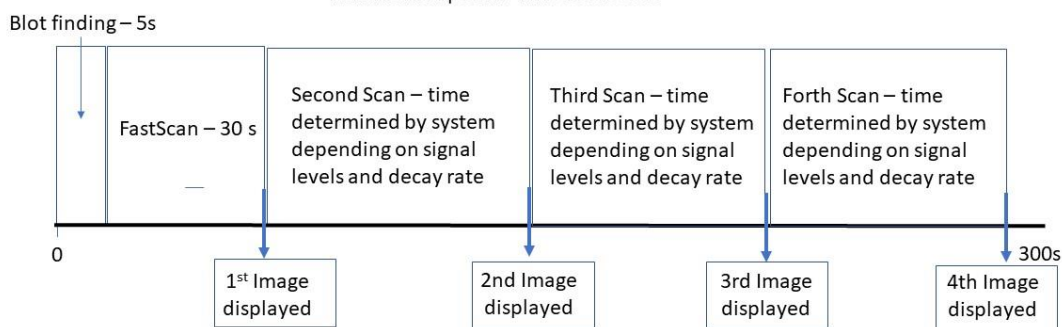 Blot finding – 5s
FastScan – 30 s
Second Scan – time
determined by system
depending on signal
levels and decay rate
Third Scan – time
determined by system
depending on signal
levels and decay rate
Forth Scan – time
determined by system
depending on signal
levels and decay rate
0
300s
1st Image
displayed
2nd Image
displayed
3rd Image
displayed
4th Image
displayed